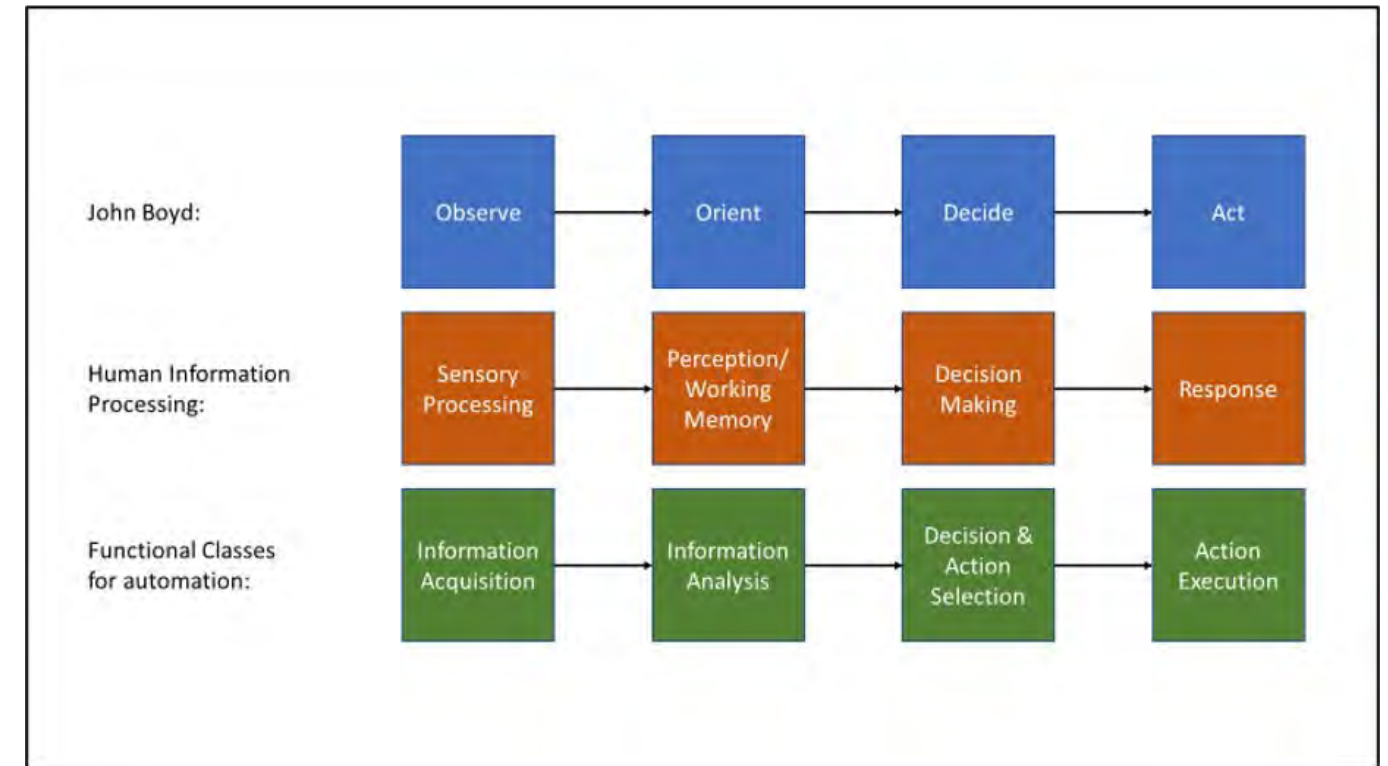 John Boyd:
Observe
Orient
Decide
Act
Human Information
Processing:
Sensory
Processing
Perception/
Working
Memory
Decision
Making
Response
Functional Classes
for automation:
Information
Acquisition
Information
Analysis
Decision &
Action
Selection
Action
Execution